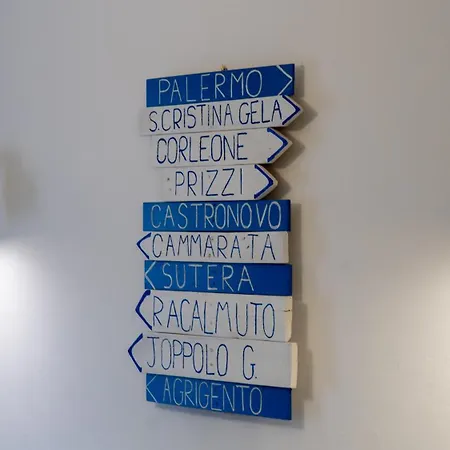 PALERMO
S.CRISTINA GELA
CORLEONE
PRIZZI
CASTRONOVO
CAMMARATA
SUTERA
RACALMUTO
JOPPOLO G.
AGRIGENTO